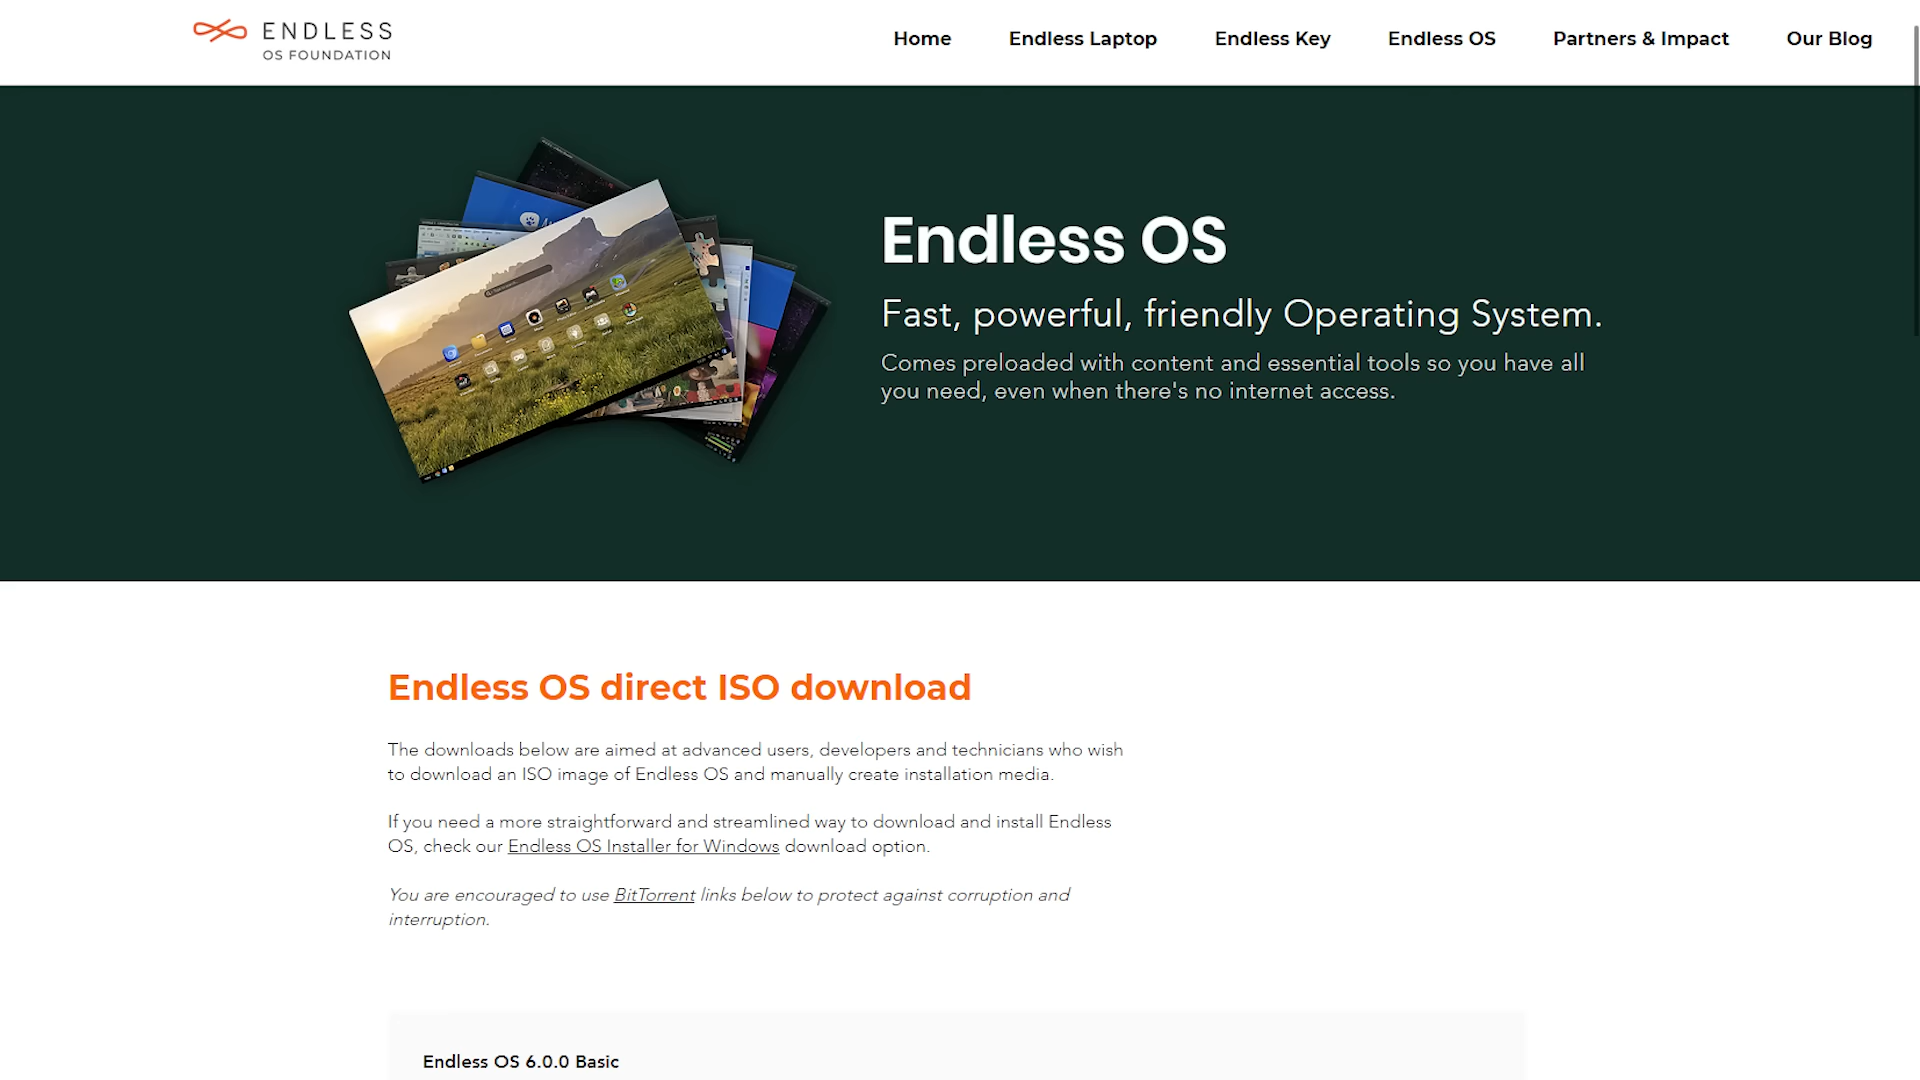 ENDLESS
OS FOUNDATION
Home
Endless Laptop
Endless Key
Endless OS
Partners & Impact
Our Blog
Endless OS
Fast, powerful, friendly Operating System.
Comes preloaded with content and essential tools so you have all
you need, even when there's no internet access.
Endless OS direct ISO download
The downloads below are aimed at advanced users, developers and technicians who wish
to download an ISO image of Endless OS and manually create installation media.
If you need a more straightforward and streamlined way to download and install Endless
OS, check our Endless OS Installer for Windows download option.
You are encouraged to use BitTorrent links below to protect against corruption and
interruption.
Endless OS 6.0.0 Basic